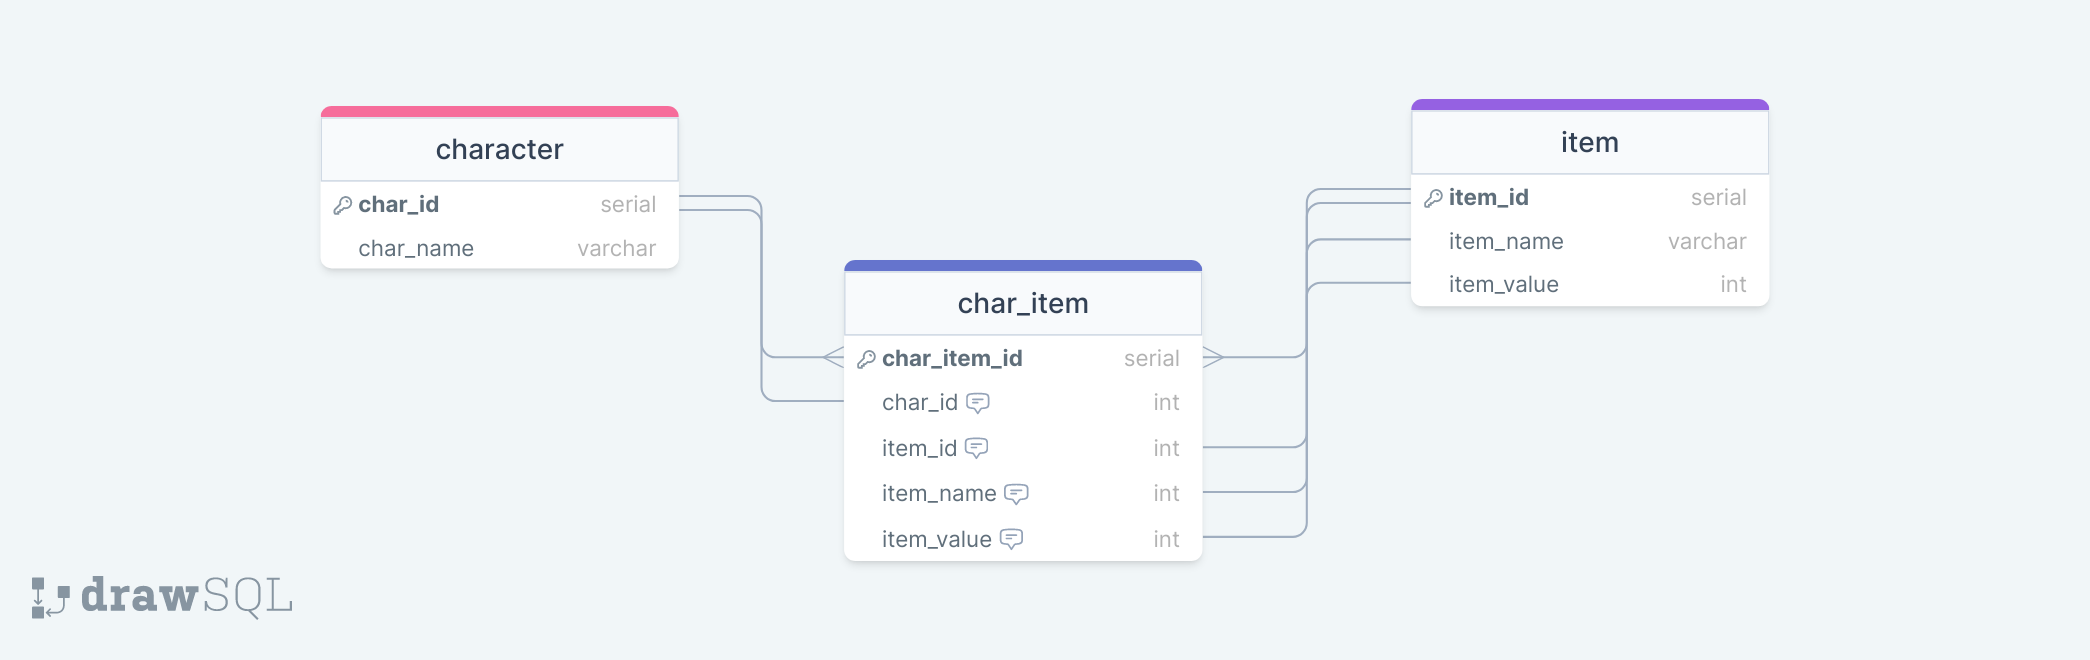 character
char_id serial
char_name varchar
char_item
char_item_id serial
char_id int
item_id int
item_name int
item_value int
item
item_id serial
item_name varchar
item_value int
drawSQL